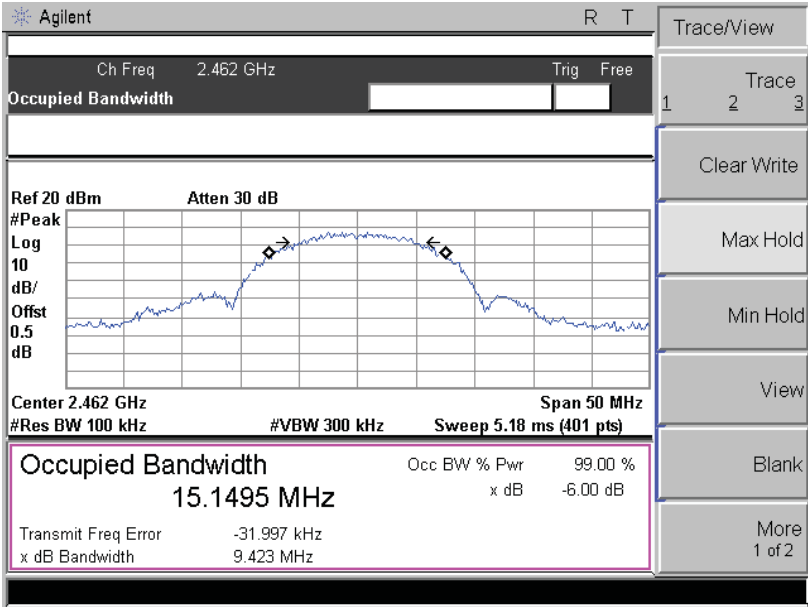 Agilent R T
Trace/View
Ch Freq 2.462 GHz Trig Free
Occupied Bandwidth
Trace
1 2 3
Clear Write
Max Hold
Min Hold
View
Blank
More
1 of 2
Ref 20 dBm Atten 30 dB
#Peak
Log
10
dB/
Offst
0.5
dB
Center 2.462 GHz Span 50 MHz
#Res BW 100 kHz #VBW 300 kHz Sweep 5.18 ms (401 pts)
Occupied Bandwidth Occ BW % Pwr 99.00 %
15.1495 MHz x dB -6.00 dB
Transmit Freq Error -31.997 kHz
x dB Bandwidth 9.423 MHz